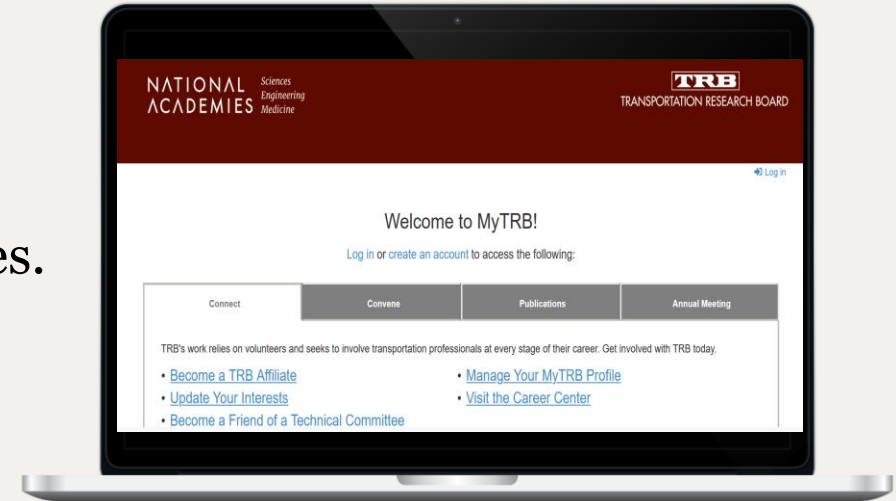 NATIONAL Sciences
ACADEMIES Engineering
Medicine
TRB
TRANSPORTATION RESEARCH BOARD
Log in
Welcome to MyTRB!
Log in or create an account to access the following:
es.
Connect Convene Publications Annual Meeting
TRB's work relies on volunteers and seeks to involve transportation professionals at every stage of their career. Get involved with TRB today.
• Become a TRB Affiliate • Manage Your MyTRB Profile
• Update Your Interests • Visit the Career Center
• Become a Friend of a Technical Committee